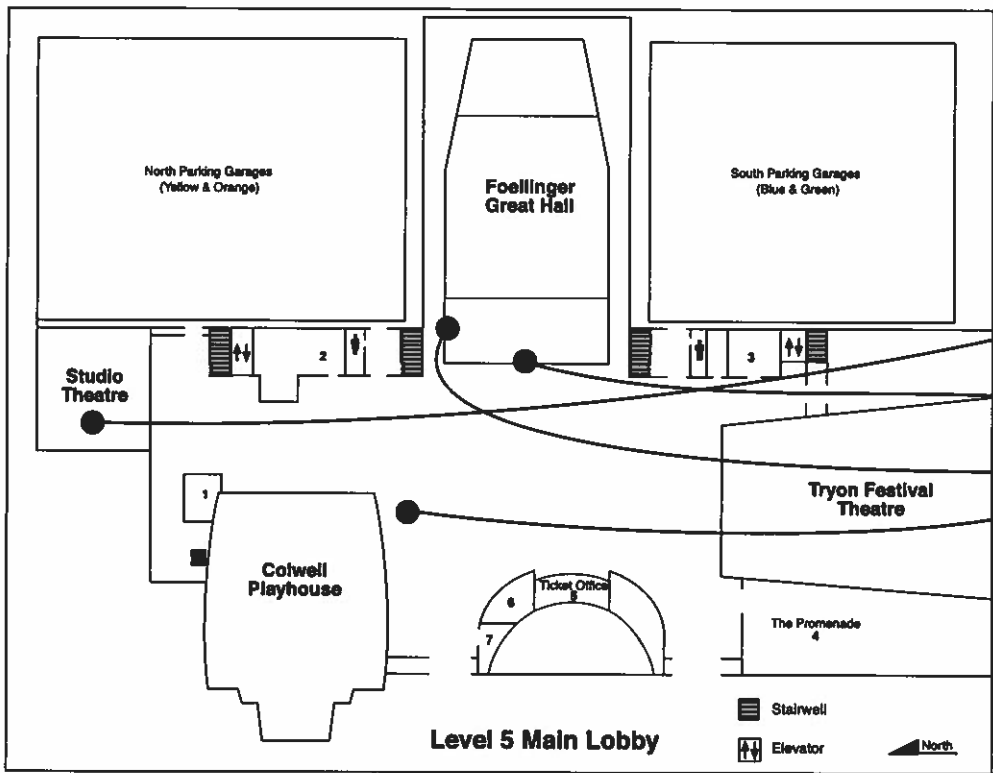 North Parking Garages
(Yellow & Orange)
Foellinger
Great Hall
South Parking Garages
(Blue & Green)
2
3
Studio
Theatre
1
Tryon Festival
Theatre
Colwell
Playhouse
Ticket Office
5
6
7
The Promenade
4
Stairwell
Level 5 Main Lobby
Elevator
North